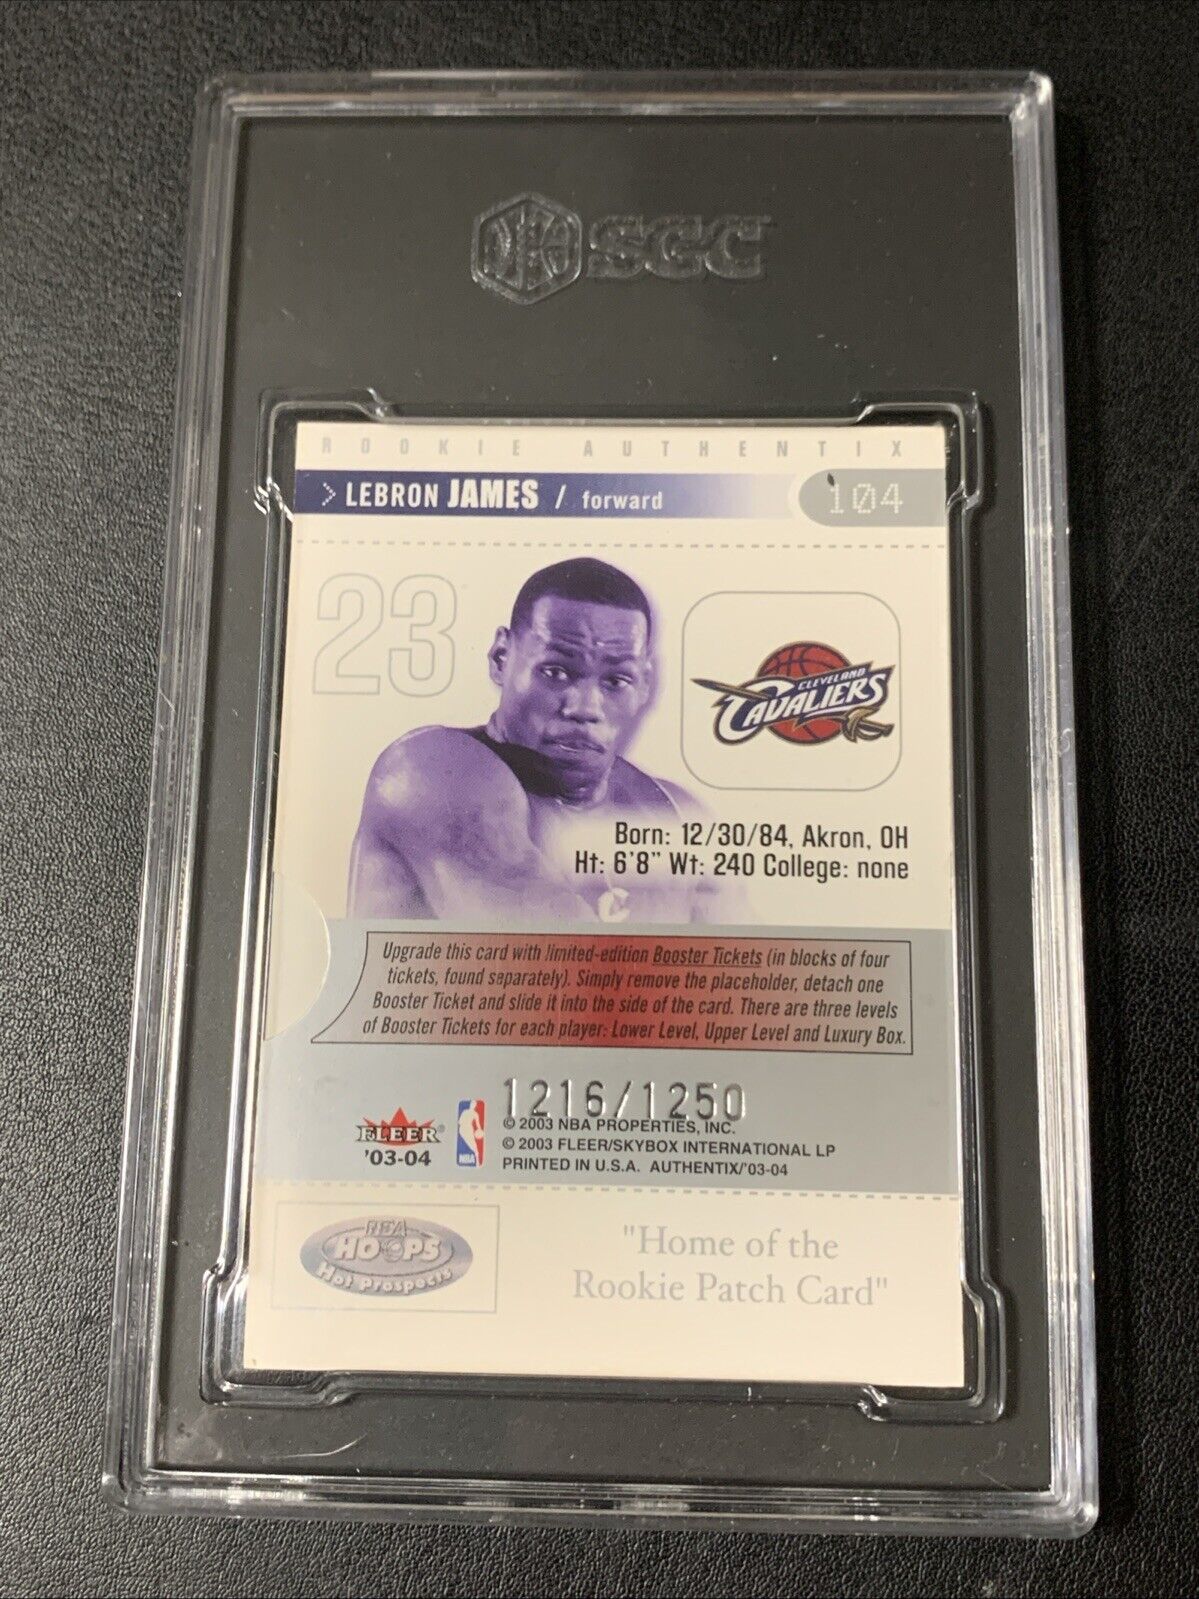 SGC
ROOKIE AUTHENTIX
> LEBRON JAMES / forward
104
23
CLEVELAND
CAVALIERS
Born: 12/30/84, Akron, OH
Ht: 6'8" Wt: 240 College: none
C
Upgrade this card with limited-edition Booster Tickets (in blocks of four
tickets, found separately). Simply remove the placeholder, detach one
Booster Ticket and slide it into the side of the card. There are three levels
of Booster Tickets for each player: Lower Level, Upper Level and Luxury Box.
1216/1250
FLEER
'03-04
NBA
© 2003 NBA PROPERTIES, INC.
© 2003 FLEER/SKYBOX INTERNATIONAL LP
PRINTED IN U.S.A. AUTHENTIX/'03-04
NBA
HOOPS
Hot Prospects
"Home of the
Rookie Patch Card"